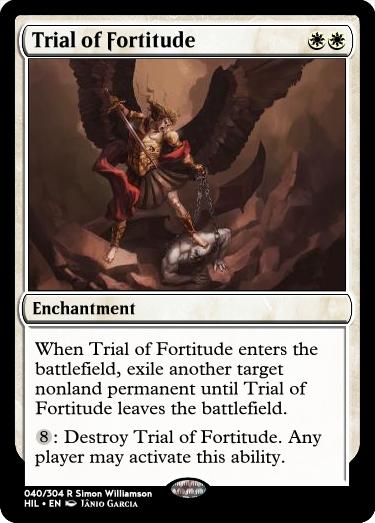 Trial of Fortitude
Enchantment
When Trial of Fortitude enters the
battlefield, exile another target
nonland permanent until Trial of
Fortitude leaves the battlefield.
8: Destroy Trial of Fortitude. Any
player may activate this ability.
040/304 R Simon Williamson
HIL • EN Jânio Garcia